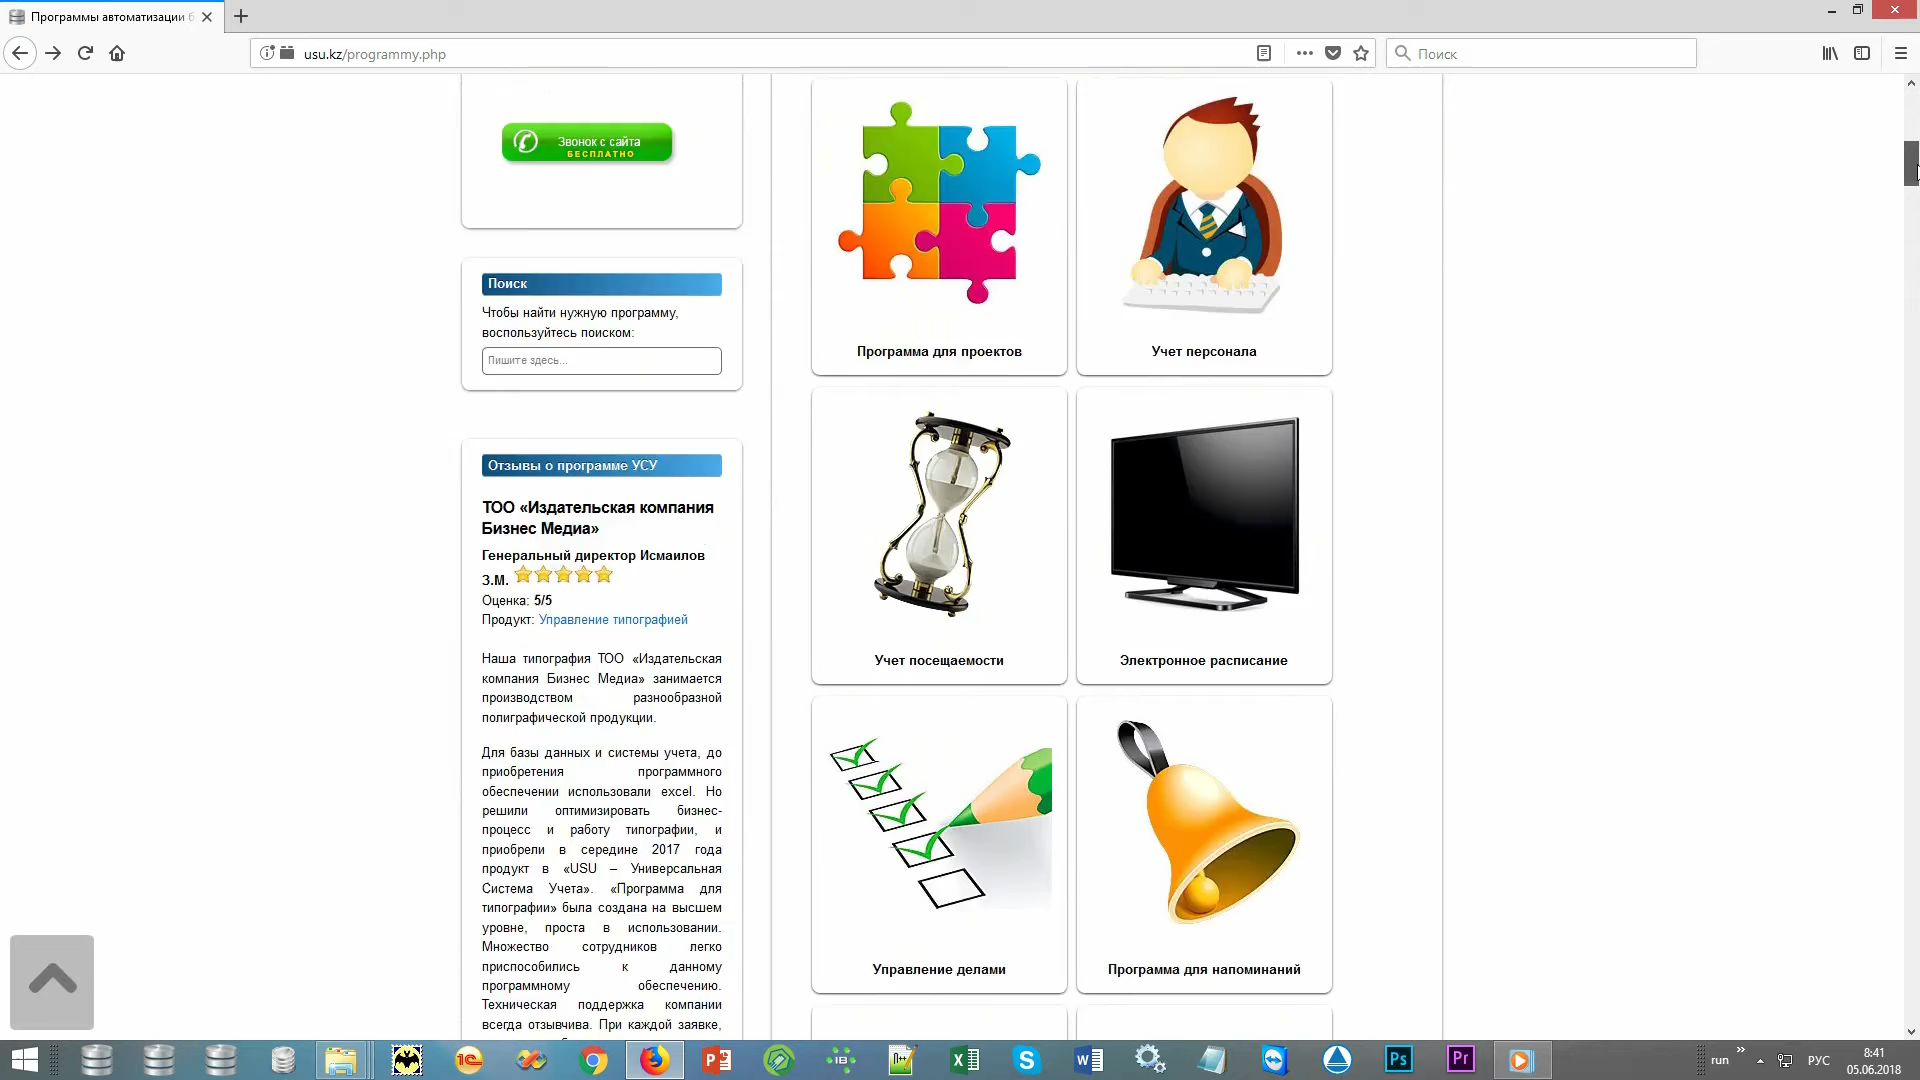 Программы автоматизации б
usu.kz/programmy.php
Поиск
Звонок с сайта
БЕСПЛАТНО
Поиск
Чтобы найти нужную программу,
воспользуйтесь поиском:
Пишите здесь...
Отзывы о программе УСУ
ТОО «Издательская компания
Бизнес Медиа»
Генеральный директор Исмаилов
З.М.
Оценка: 5/5
Продукт: Управление типографией
Наша типография ТОО «Издательская
компания Бизнес Медиа» занимается
производством разнообразной
полиграфической продукции.
Для базы данных и системы учета, до
приобретения программного
обеспечении использовали excel. Но
решили оптимизировать бизнес-
процесс и работу типографии, и
приобрели в середине 2017 года
продукт в «USU – Универсальная
Система Учета». «Программа для
типографии» была создана на высшем
уровне, проста в использовании.
Множество сотрудников легко
приспособились к данному
программному обеспечению.
Техническая поддержка компании
всегда отзывчива. При каждой заявке,
Программа для проектов
Учет персонала
Учет посещаемости
Электронное расписание
Управление делами
Программа для напоминаний
run
РУС
8:41
05.06.2018